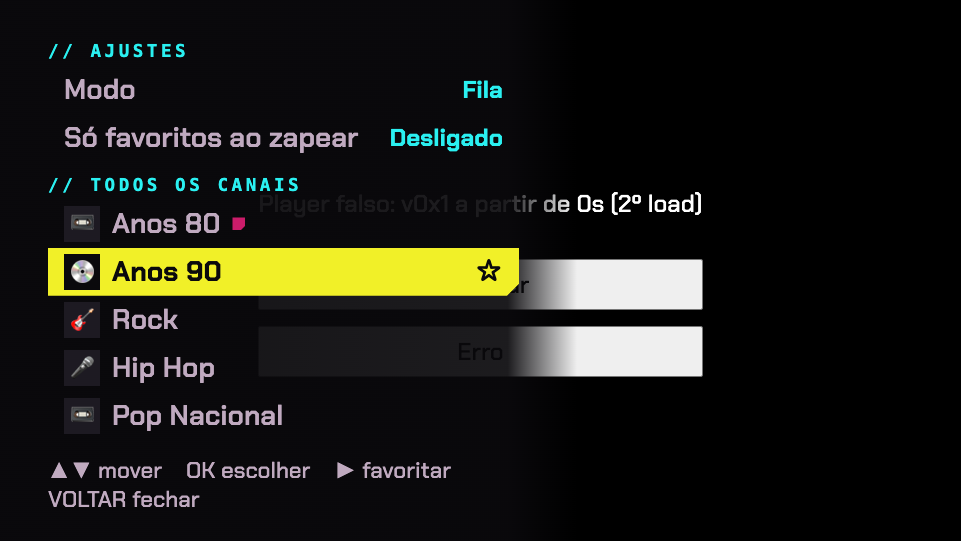 // AJUSTES
Modo Fila
Só favoritos ao zapear Desligado
// TODOS OS CANAIS
Player falso: v0x1 a partir de 0s (2º load)
Anos 80
Anos 90
Rock
Erro
Hip Hop
Pop Nacional
▲▼ mover OK escolher ▶ favoritar
VOLTAR fechar